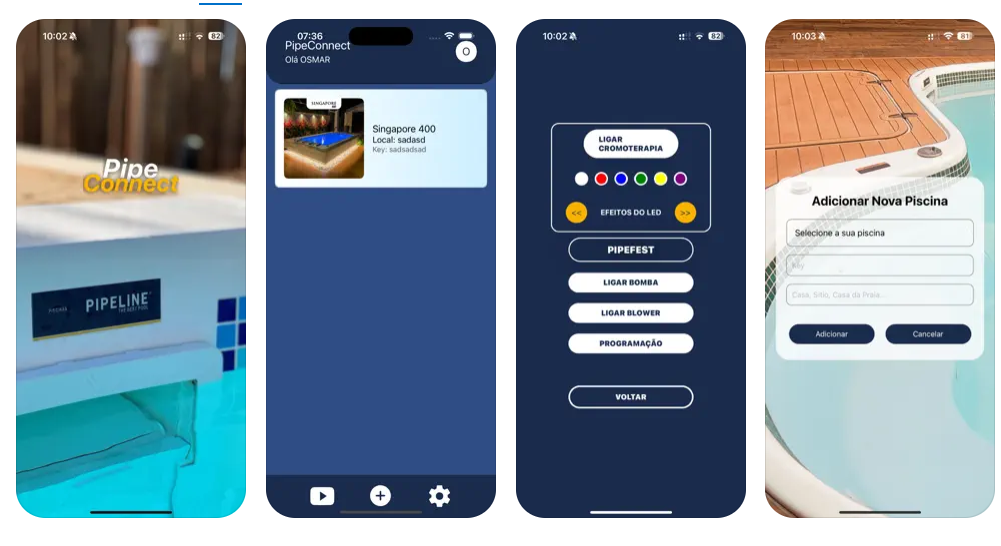 10:02
82
Pipe
Connect
PIPELINE
THE BEST POOL
07:36
PipeConnect
Olá OSMAR
O
SINGAPORE
Singapore 400
Local: sadasd
Key: sadsadsad
10:02
82
LIGAR
CROMOTERAPIA
<< EFEITOS DO LED >>
PIPEFEST
LIGAR BOMBA
LIGAR BLOWER
PROGRAMAÇÃO
VOLTAR
10:03
81
Adicionar Nova Piscina
Selecione a sua piscina
Key
Casa, Sítio, Casa da Praia...
Adicionar Cancelar